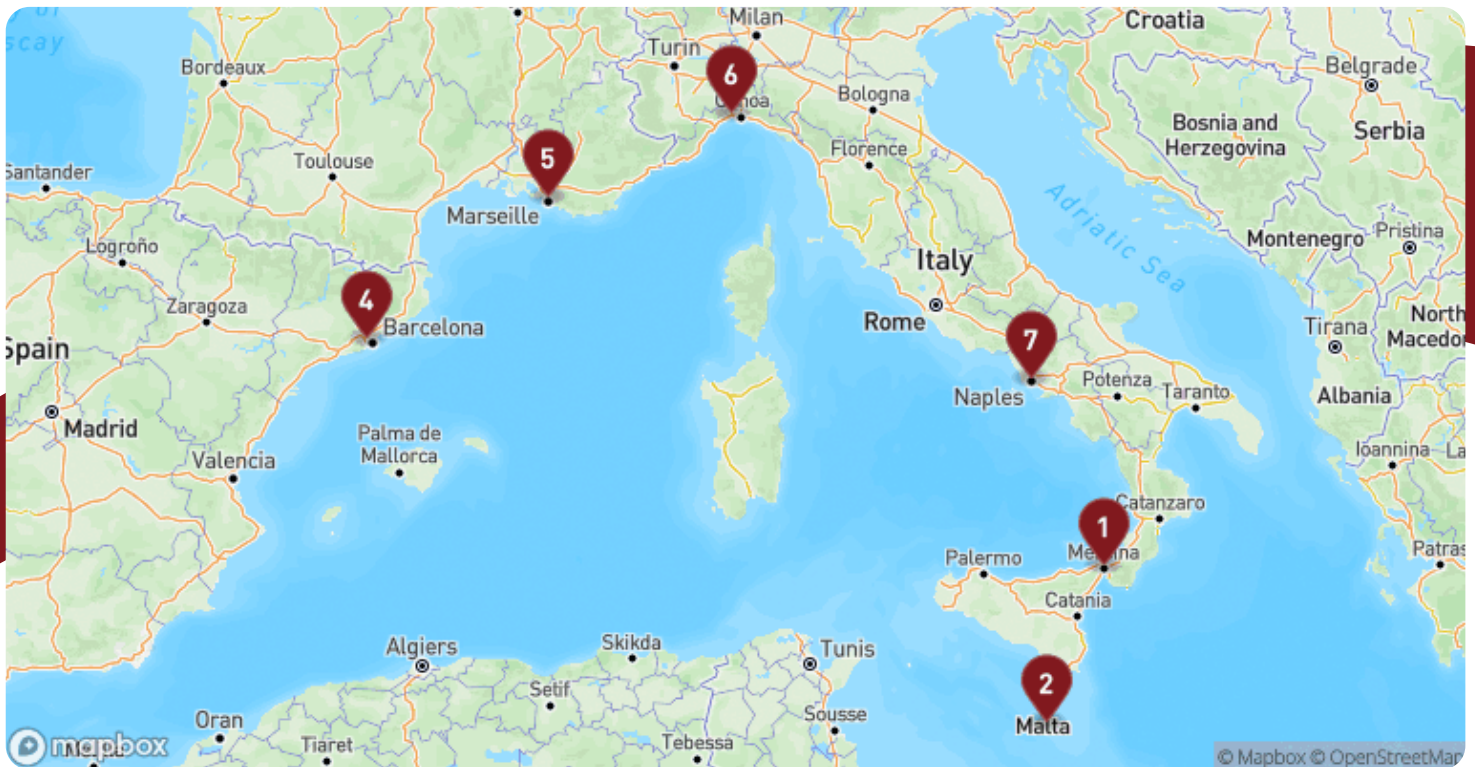 Milan
Croatia
scay
Turin
6
Bordeaux
Belgrade
Bologna
Bosnia and
Herzegovina
Serbia
5
Florence
Toulouse
Santander
Marseille
Adriatic Sea
Montenegro
Pristina
Logroño
Italy
4
Zaragoza
Barcelona
Rome
7
Tirana
North
Macedo
Spain
Naples
Potenza
Taranto
Albania
Madrid
Palma de
Mallorca
Valencia
Ioannina
La
Catanzaro
1
Palermo
Patras
Catania
Algiers
Skikda
Tunis
2
Setif
Oran
Sousse
Malta
mapbox
Tiaret
Tebessa
© Mapbox © OpenStreetMap